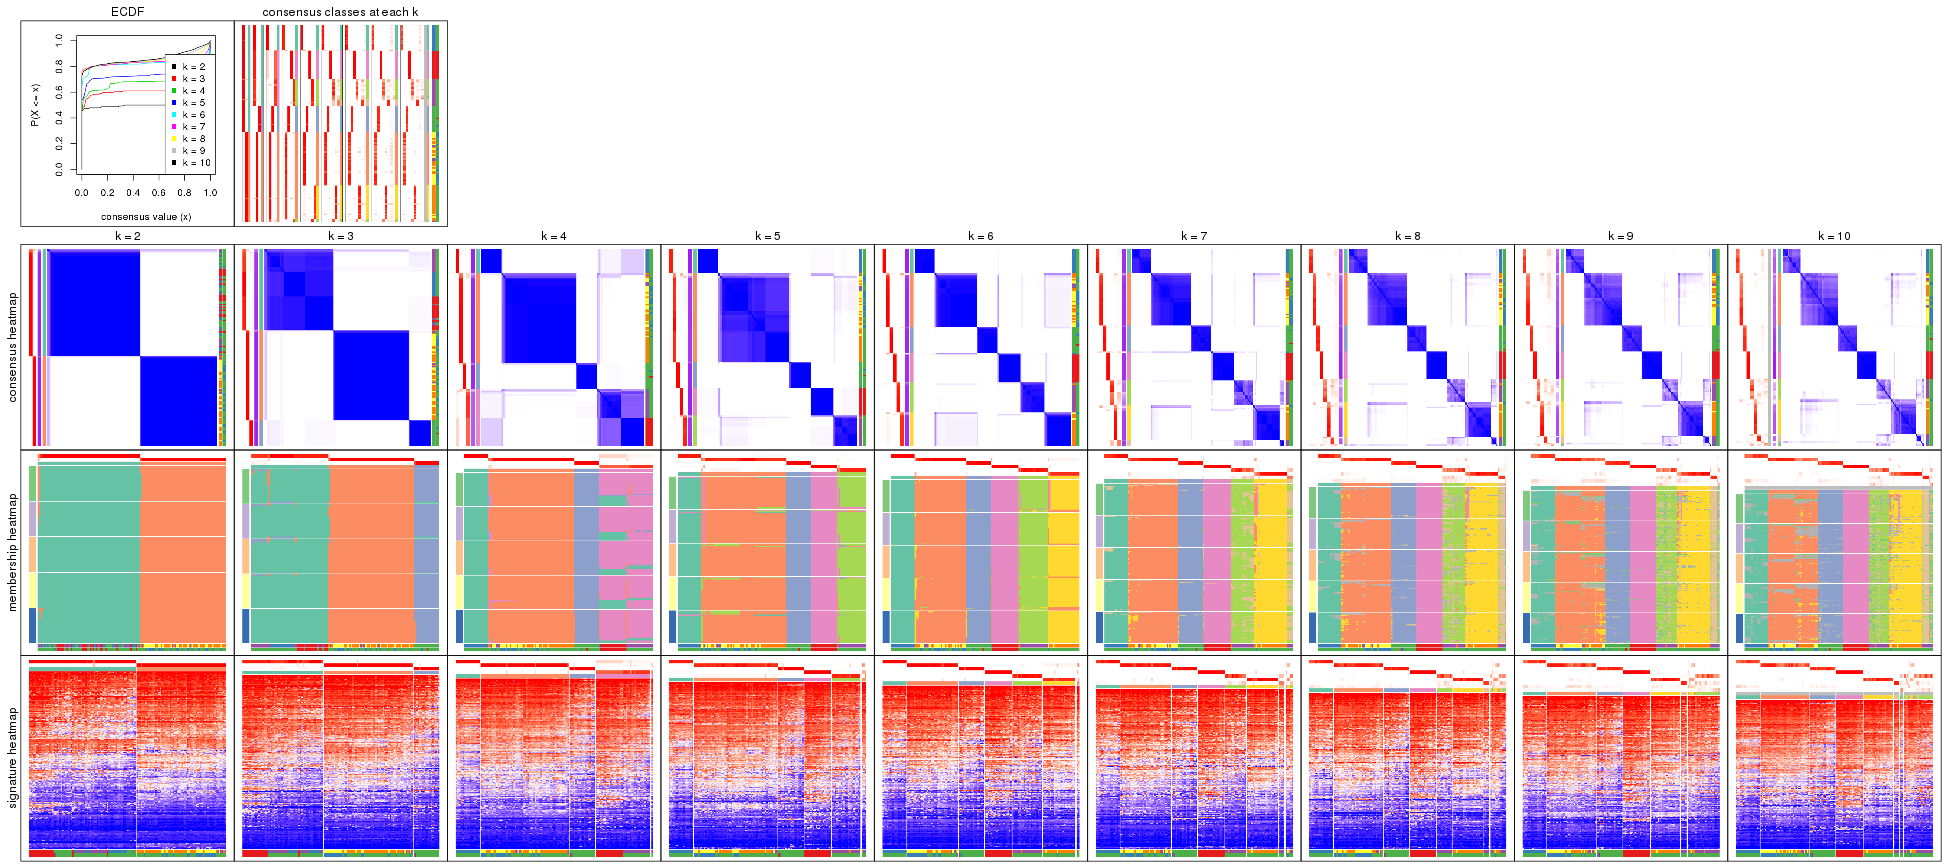 ECDF
consensus classes at each k
P(X <= x)
0.0 0.2 0.4 0.6 0.8 1.0
k = 2
k = 3
k = 4
k = 5
k = 6
k = 7
k = 8
k = 9
k = 10
0.0 0.2 0.4 0.6 0.8 1.0
consensus value (x)
k = 2 k = 3 k = 4 k = 5 k = 6 k = 7 k = 8 k = 9 k = 10
consensus heatmap
membership heatmap
signature heatmap